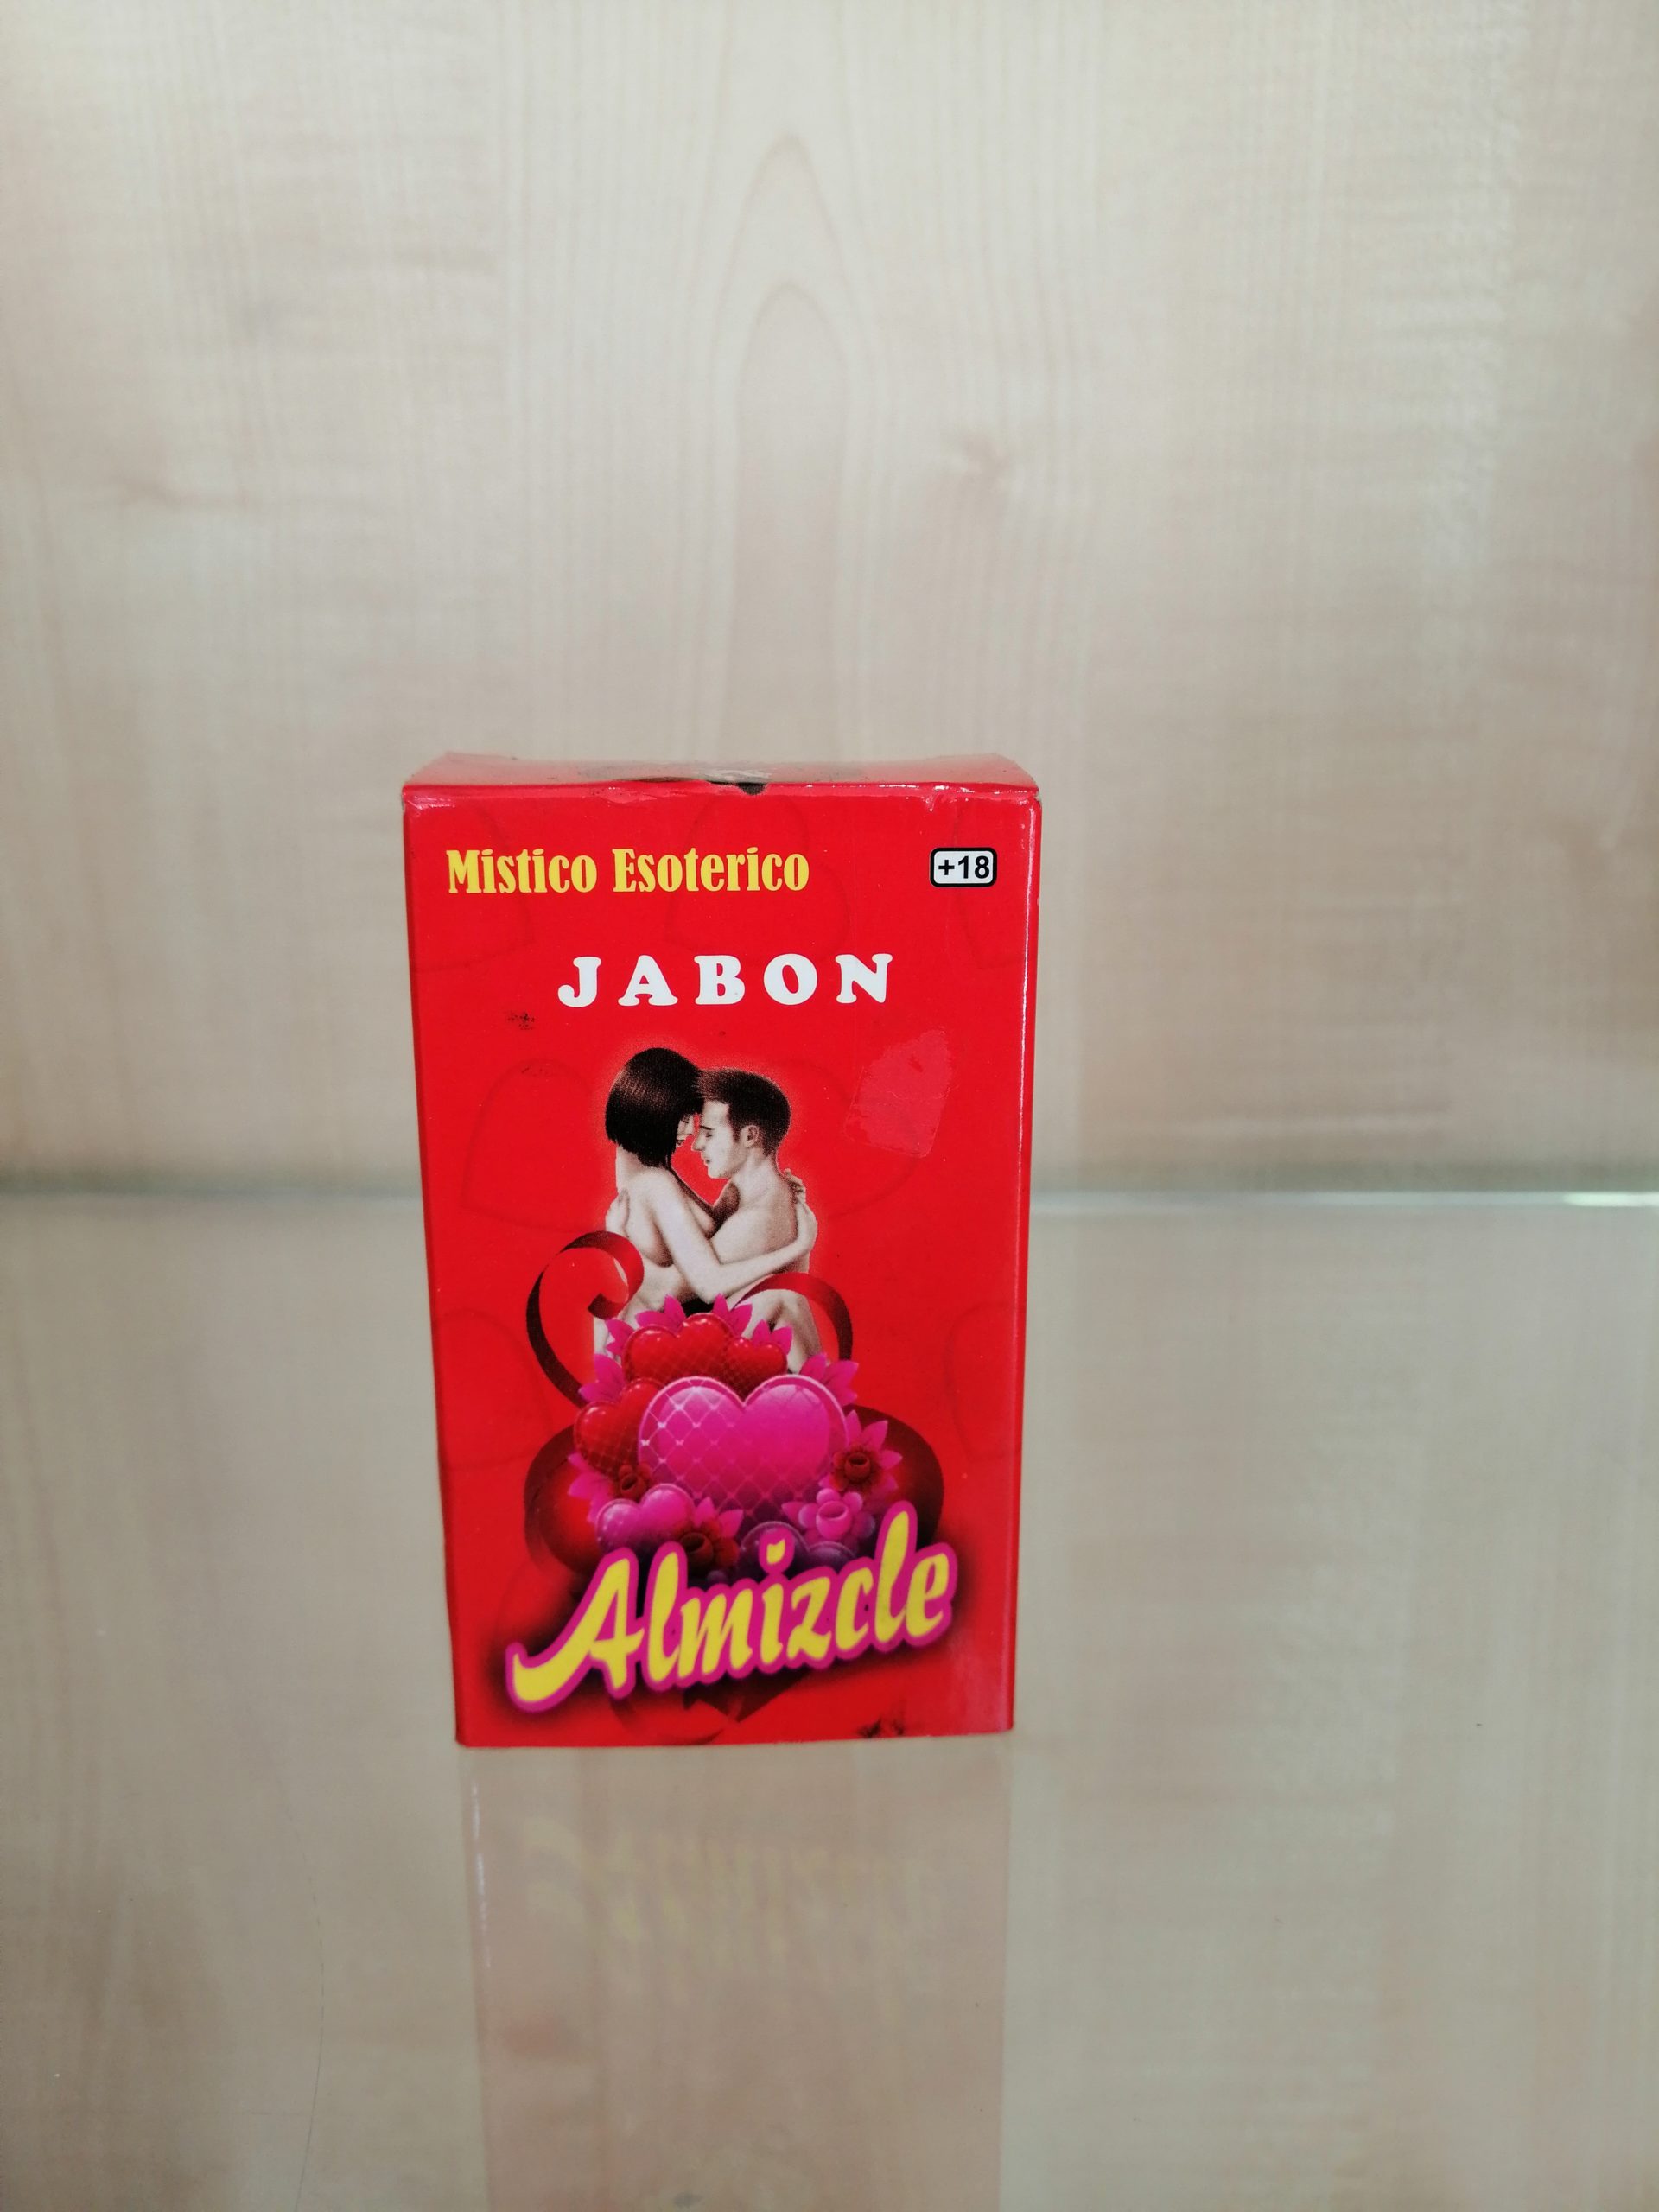 Mistico Esoterico
+18
JABON
Almizcle